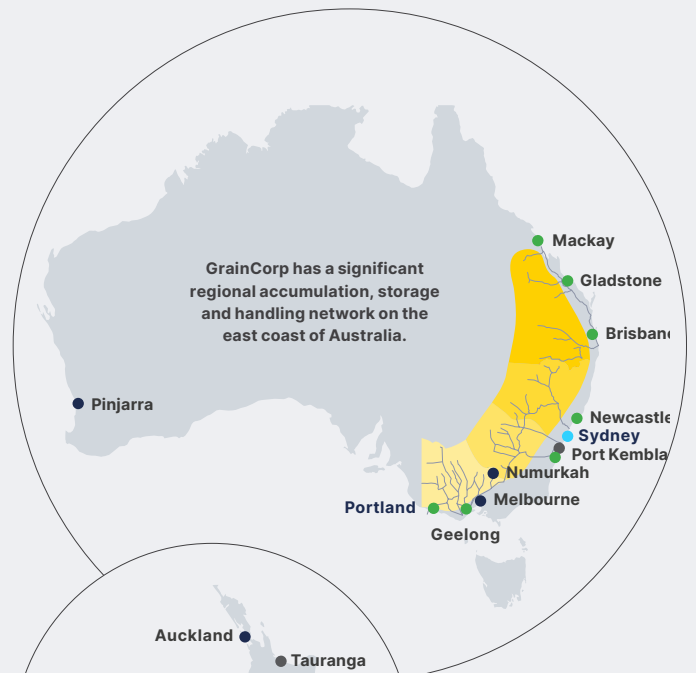 Mackay
GrainCorp has a significant
regional accumulation, storage
and handling network on the
east coast of Australia.
Gladstone
Brisban
Pinjarra
Newcastle
Sydney
Port Kembla
Numurkah
Melbourne
Portland
Geelong
Auckland
Tauranga